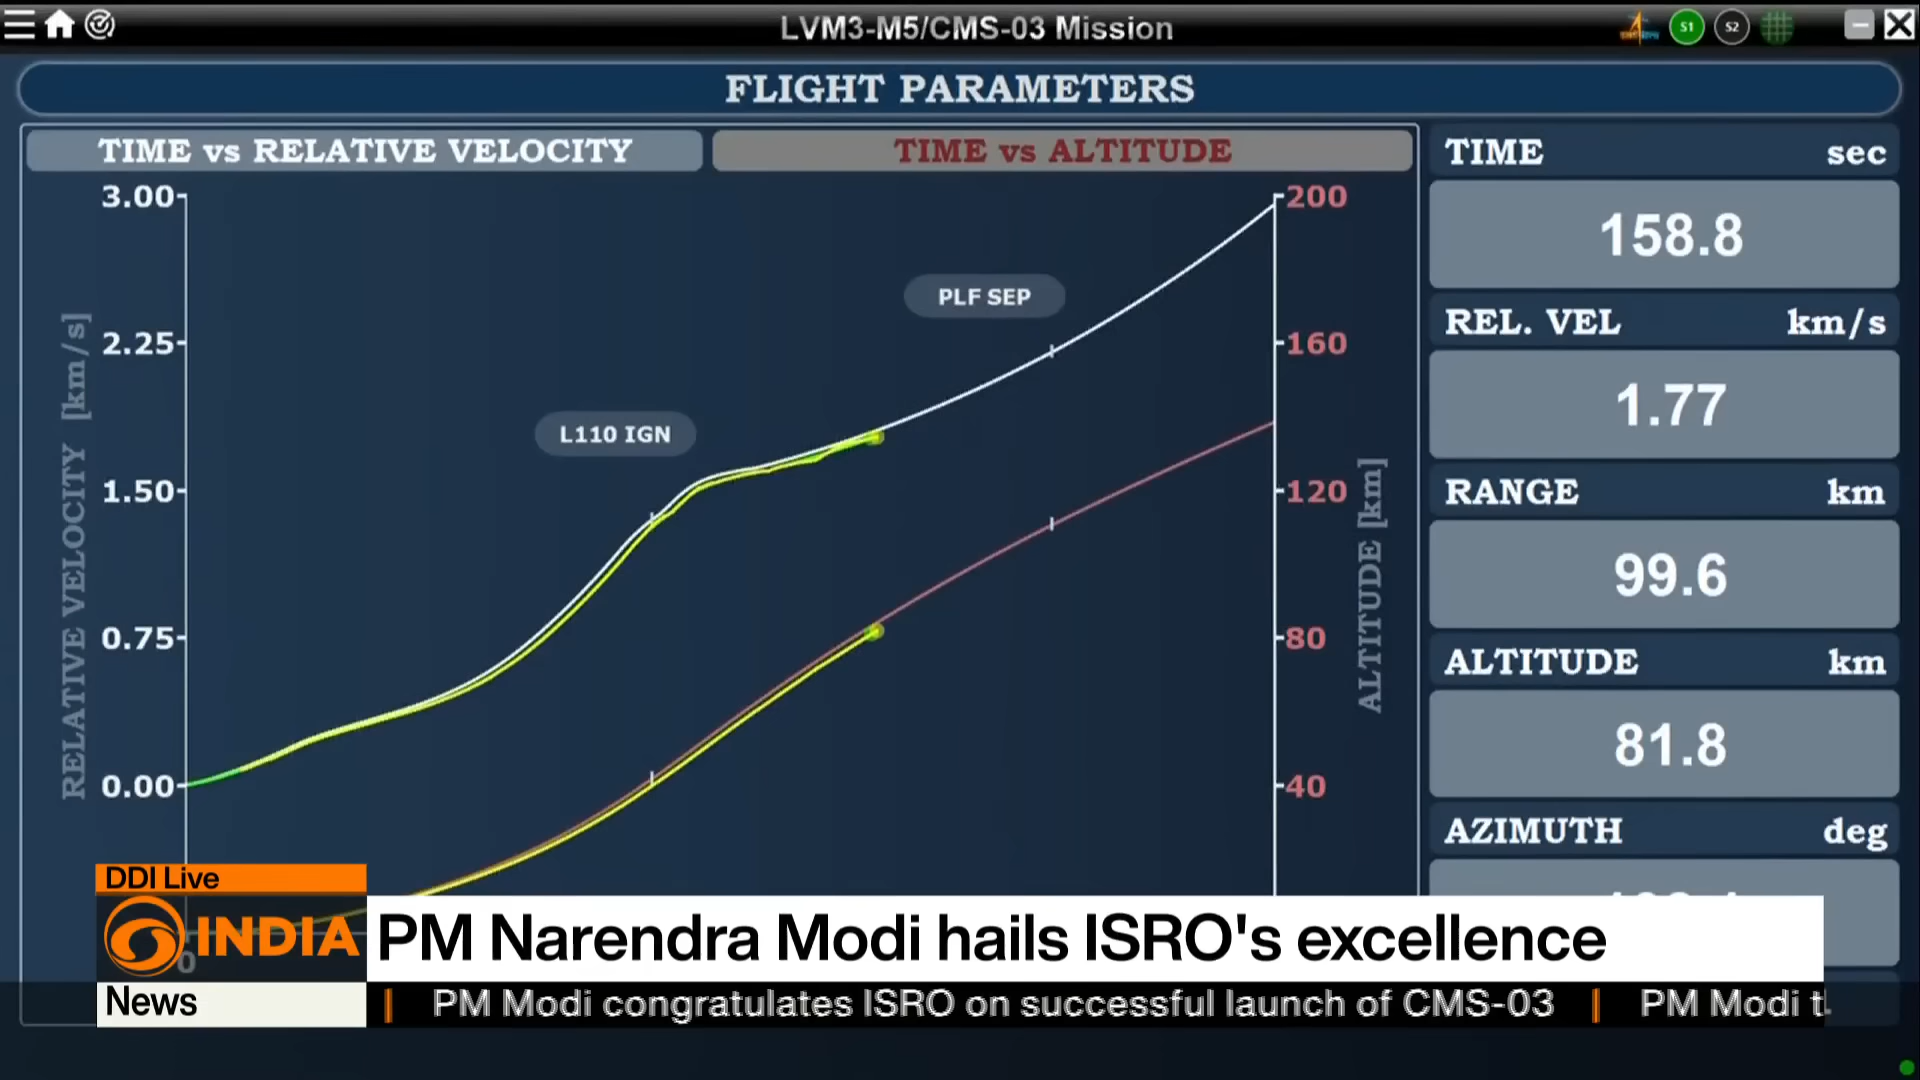 LVM3-M5/CMS-03 Mission
S1
S2
FLIGHT PARAMETERS
TIME vs RELATIVE VELOCITY
TIME vs ALTITUDE
3.00
2.25
1.50
0.75
0.00
RELATIVE VELOCITY [km/s]
L110 IGN
PLF SEP
200
160
120
80
40
ALTITUDE [km]
0
TIME sec
158.8
REL. VEL km/s
1.77
RANGE km
99.6
ALTITUDE km
81.8
AZIMUTH deg
DDI Live
INDIA
News
PM Narendra Modi hails ISRO's excellence
PM Modi congratulates ISRO on successful launch of CMS-03 | PM Modi